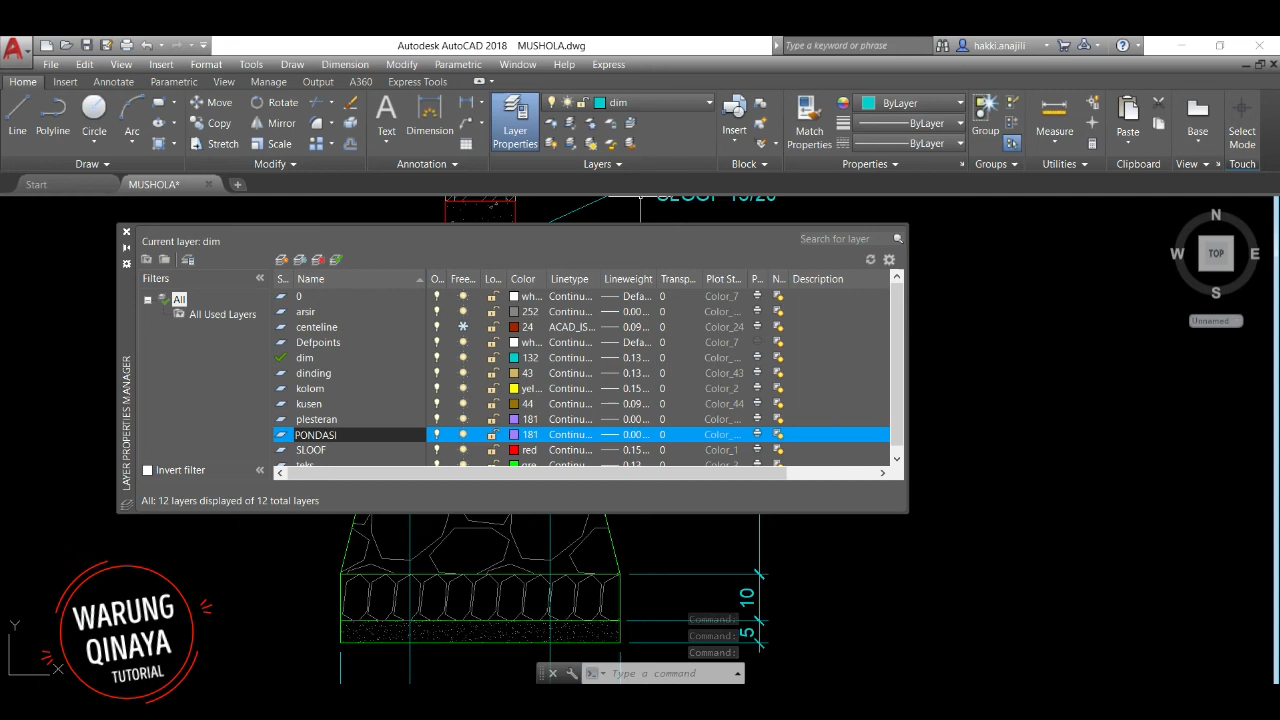 Autodesk AutoCAD 2018 MUSHOLA.dwg
Type a keyword or phrase
hakki.anajili
File Edit View Insert Format Tools Draw Dimension Modify Parametric Window Help Express
Home Insert Annotate Parametric View Manage Output A360 Express Tools
Line Polyline Circle Arc
Move Rotate
Copy Mirror
Stretch Scale
Text Dimension
Layer Properties
dim
Insert
Match Properties
ByLayer
ByLayer
ByLayer
Group
Measure
Paste
Base
Select Mode
Draw Modify Annotation Layers Block Properties Groups Utilities Clipboard View Touch
Start MUSHOLA*
N
W TOP E
S
Unnamed
LAYER PROPERTIES MANAGER
Current layer: dim
Search for layer
Filters
All
All Used Layers
Invert filter
S... Name O.. Free... Lo... Color Linetype Lineweight Transp... Plot St... P... N... Description
0 wh... Continu... Defa... 0 Color_7
arsir 252 Continu... 0.00... 0 Color_...
centeline 24 ACAD_IS... 0.09... 0 Color_24
Defpoints wh... Continu... Defa... 0 Color_7
dim 132 Continu... 0.13... 0 Color_...
dinding 43 Continu... 0.13... 0 Color_43
kolom yel... Continu... 0.15... 0 Color_2
kusen 44 Continu... 0.09... 0 Color_44
plesteran 181 Continu... 0.00... 0 Color_...
PONDASI 181 Continu... 0.00... 0 Color_...
SLOOF red Continu... 0.15... 0 Color_1
All: 12 layers displayed of 12 total layers
10
5
Command:
Command:
Command:
Type a command
Y
X
WARUNG
QINAYA
TUTORIAL